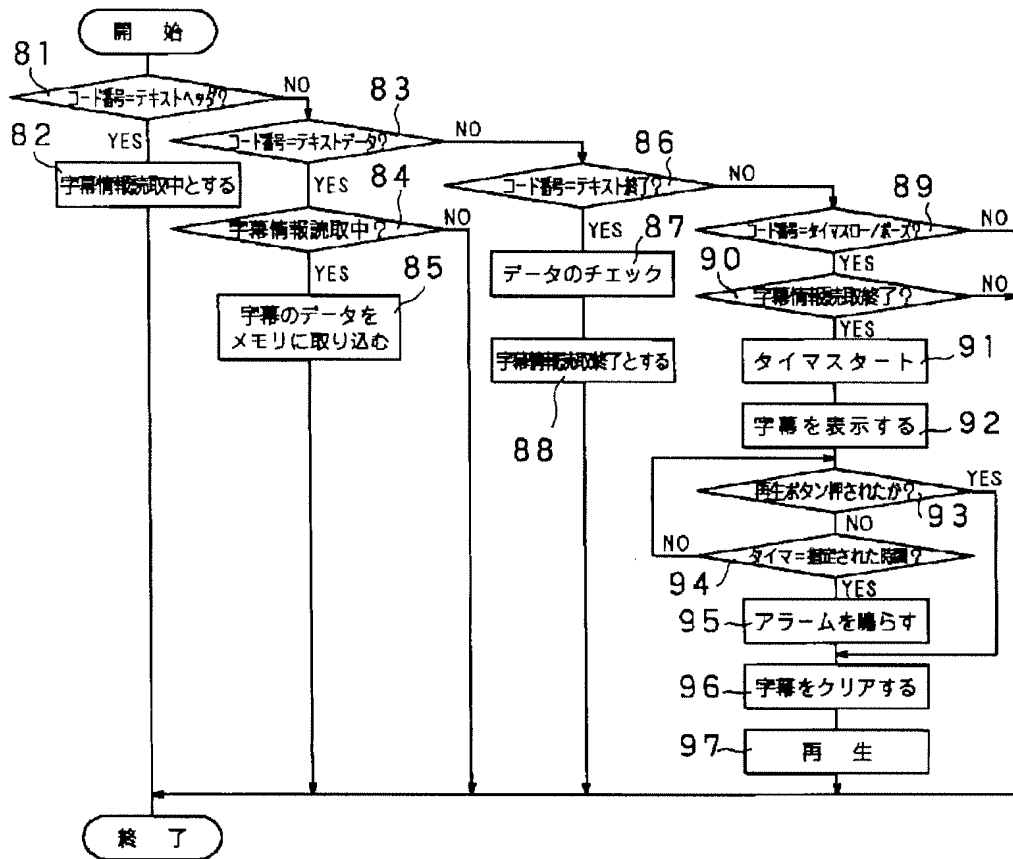 開 始
81
コード番号=テキストヘッダ?
NO
YES
82
字幕情報読取中とする
83
コード番号=テキストデータ?
NO
YES
84
字幕情報読取中?
NO
YES
85
字幕のデータを
メモリに取り込む
86
コード番号=テキスト終了?
NO
YES
87
データのチェック
字幕情報読取終了とする
88
89
コード番号=タイマスロー/ポーズ?
NO
YES
90
字幕情報読取終了?
NO
YES
タイマスタート
91
字幕を表示する
92
再生ボタン押されたか?
YES
93
NO
NO
タイマ=指定された時間?
94
YES
95
アラームを鳴らす
96
字幕をクリアする
97
再 生
終 了